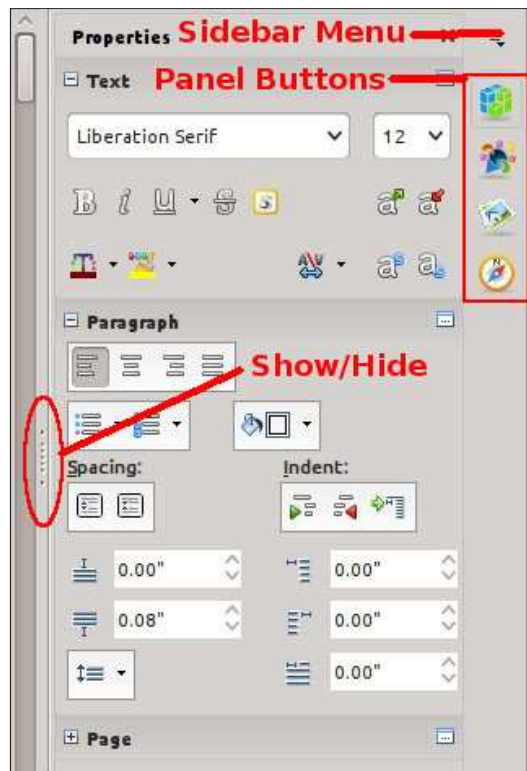 Properties Sidebar Menu
Text Panel Buttons
Liberation Serif 12
Paragraph
Show/Hide
Spacing: Indent:
0.00" 0.00"
0.08" 0.00"
0.00"
Page